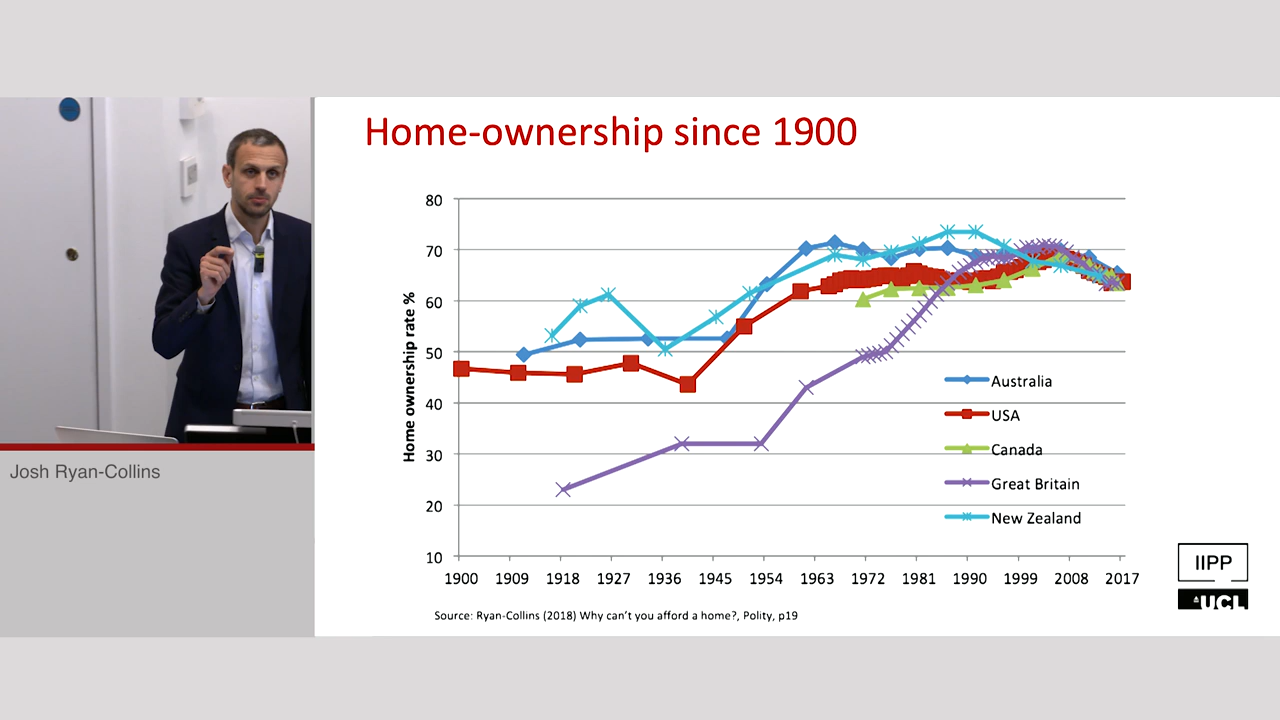 Home-ownership since 1900
80
70
60
50
40
30
20
10
Home ownership rate %
1900 1909 1918 1927 1936 1945 1954 1963 1972 1981 1990 1999 2008 2017
Australia
USA
Canada
Great Britain
New Zealand
Source: Ryan-Collins (2018) Why can't you afford a home?, Polity, p19
IIPP
UCL
Josh Ryan-Collins